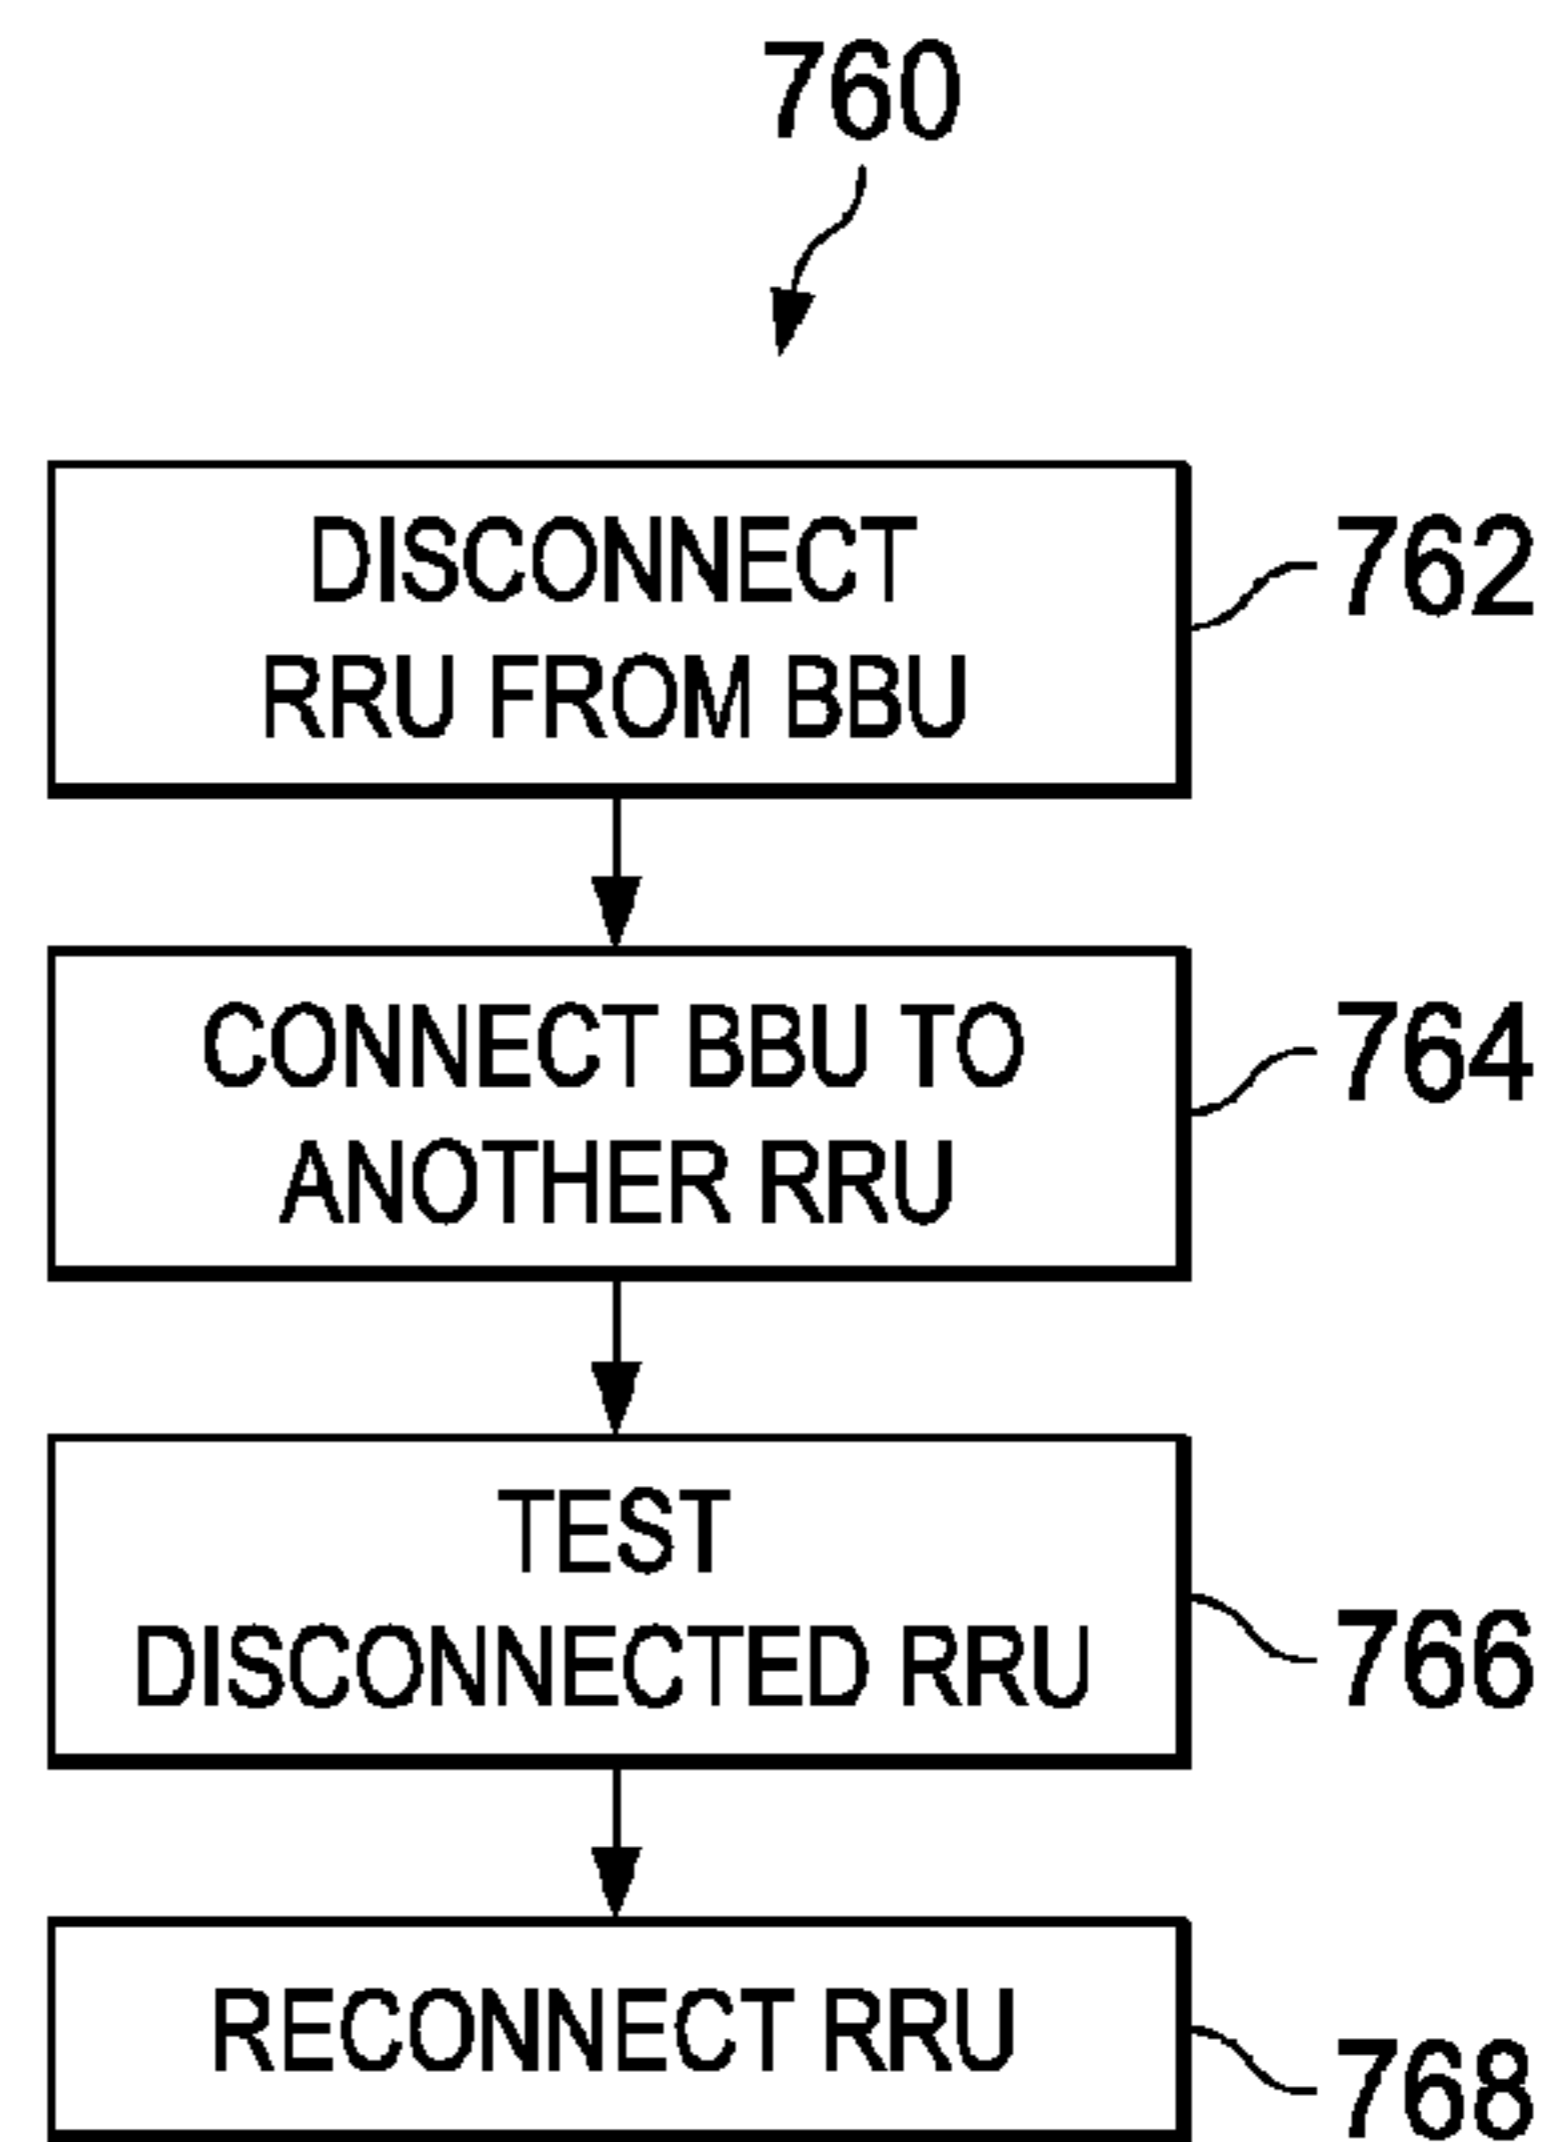 760
DISCONNECT
RRU FROM BBU
762
CONNECT BBU TO
ANOTHER RRU
764
TEST
DISCONNECTED RRU
766
RECONNECT RRU
768